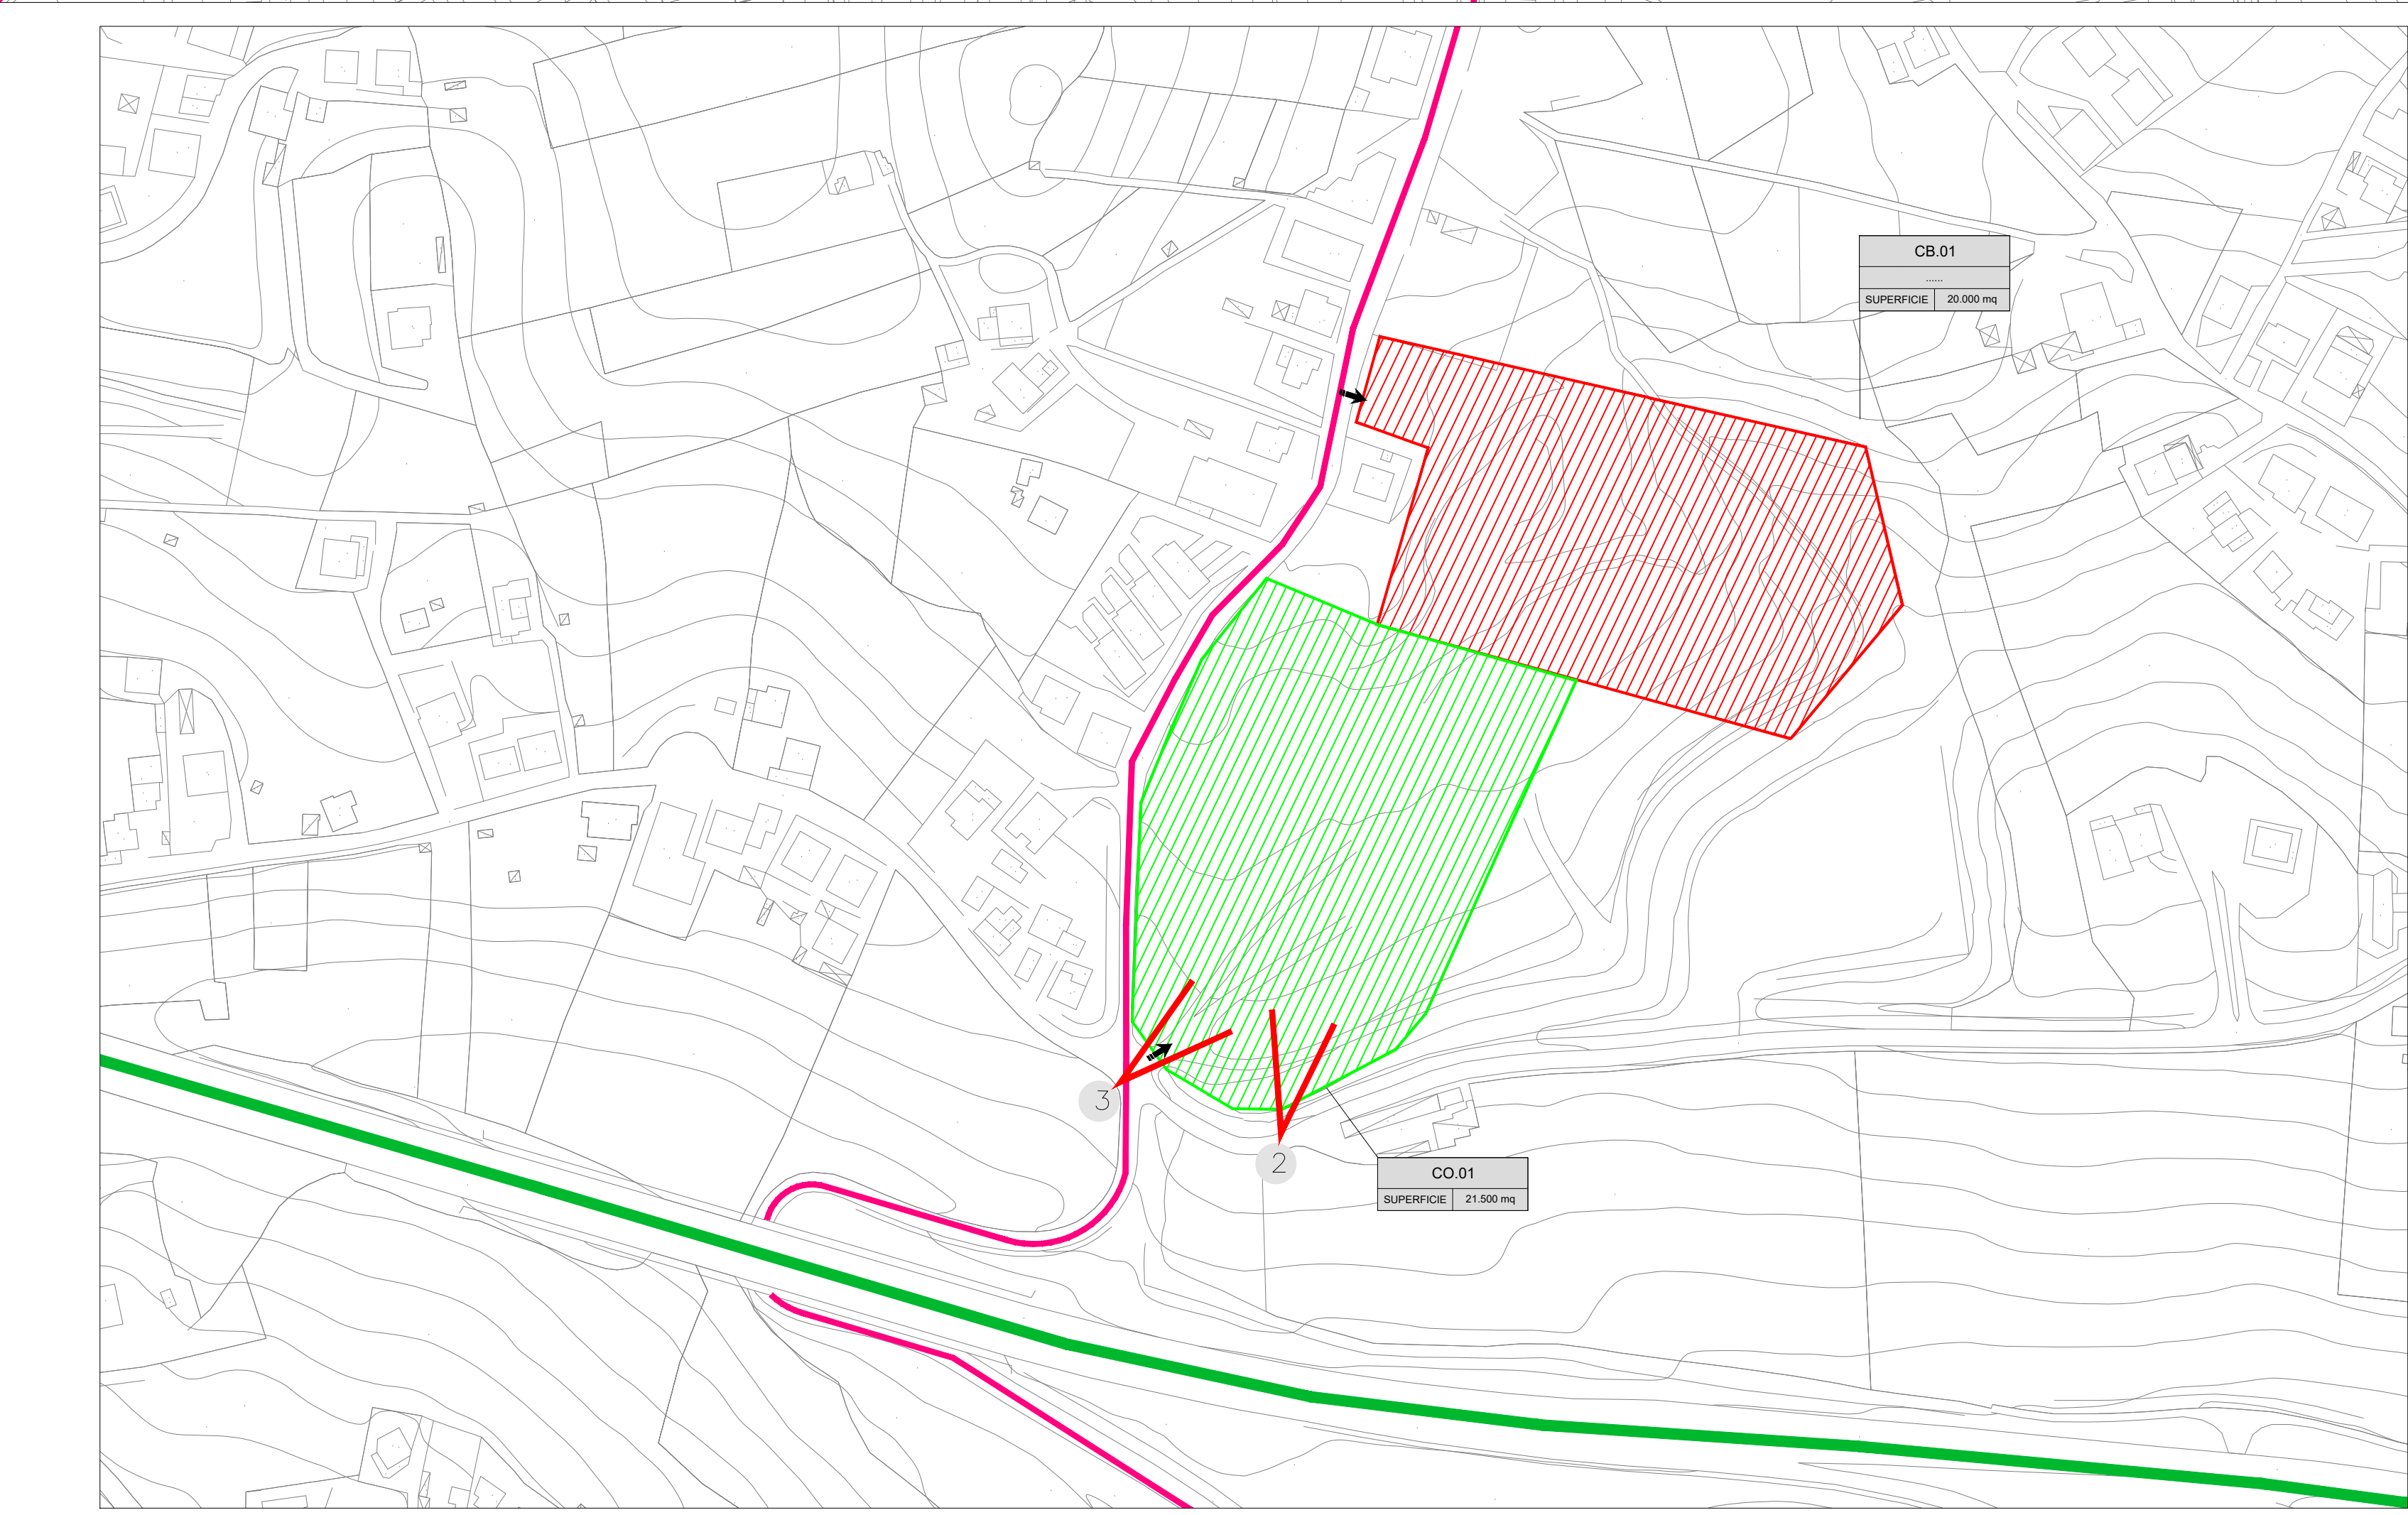 CB.01
......
SUPERFICIE 20.000 mq
3
2
CO.01
SUPERFICIE 21.500 mq